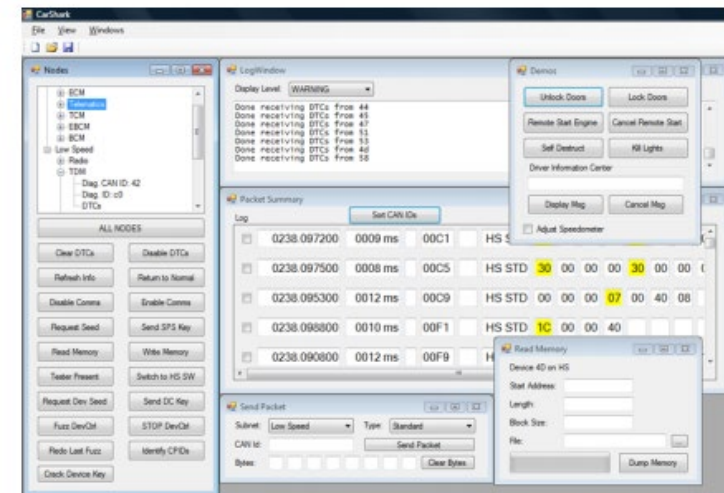 CarShark
File View Windows
Nodes
ECM
Telematics
TCM
EBCM
BCM
Low Speed
Radio
TDM
Diag. CAN ID: 42
Diag. ID: c0
DTCs
ALL NODES
Clear DTCs Disable DTCs
Refresh Info Return to Normal
Disable Comms Enable Comms
Request Seed Send SPS Key
Read Memory Write Memory
Tester Present Switch to HS SW
Request Dev Seed Send DC Key
Fuzz DevCtrl STOP DevCtrl
Redo Last Fuzz Identify CPIDs
Crack Device Key
LogWindow
Display Level: WARNING
Done receiving DTCs from 44
Done receiving DTCs from 45
Done receiving DTCs from 47
Done receiving DTCs from 51
Done receiving DTCs from 53
Done receiving DTCs from 4d
Done receiving DTCs from 58
Demos
Unlock Doors Lock Doors
Remote Start Engine Cancel Remote Start
Self Destruct Kill Lights
Driver Information Center
Display Msg Cancel Msg
Adjust Speedometer
Packet Summary
Log Sort CAN IDs
0238.097200 0009 ms 00C1 HS S
0238.097500 0008 ms 00C5 HS STD 30 00 00 00 30 00 00
0238.095300 0012 ms 00C9 HS STD 00 00 00 07 00 40 08
0238.098800 0010 ms 00F1 HS STD 1C 00 00 40
0238.090800 0012 ms 00F9
Send Packet
Subnet: Low Speed Type: Standard
CAN Id: Send Packet
Bytes: Clear Bytes
Read Memory
Device 4D on HS
Start Address:
Length:
Block Size:
File: ...
Dump Memory